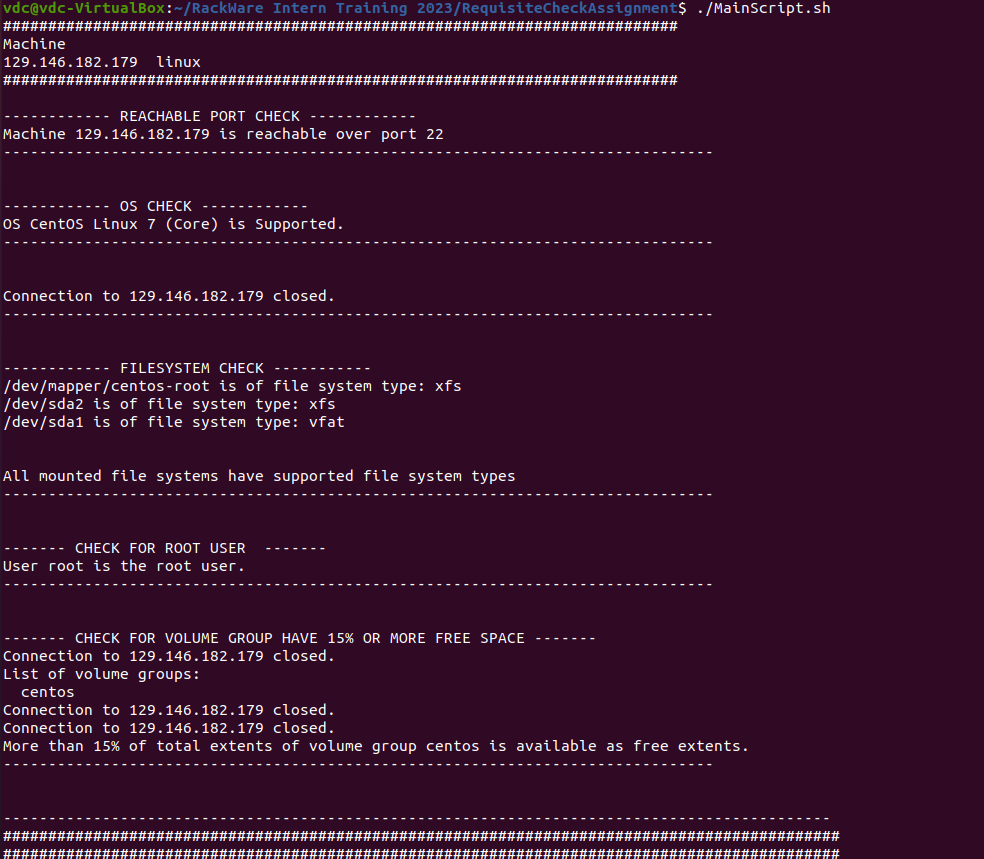 vdc@vdc-VirtualBox:~/RackWare Intern Training 2023/RequisiteCheckAssignment$ ./MainScript.sh
###########################################################################
Machine
129.146.182.179  linux
###########################################################################
------------ REACHABLE PORT CHECK ------------
Machine 129.146.182.179 is reachable over port 22
-------------------------------------------------------------------------------
------------ OS CHECK ------------
OS CentOS Linux 7 (Core) is Supported.
-------------------------------------------------------------------------------
Connection to 129.146.182.179 closed.
-------------------------------------------------------------------------------
------------ FILESYSTEM CHECK -----------
/dev/mapper/centos-root is of file system type: xfs
/dev/sda2 is of file system type: xfs
/dev/sda1 is of file system type: vfat
All mounted file systems have supported file system types
-------------------------------------------------------------------------------
------- CHECK FOR ROOT USER  -------
User root is the root user.
-------------------------------------------------------------------------------
------- CHECK FOR VOLUME GROUP HAVE 15% OR MORE FREE SPACE -------
Connection to 129.146.182.179 closed.
List of volume groups:
  centos
Connection to 129.146.182.179 closed.
Connection to 129.146.182.179 closed.
More than 15% of total extents of volume group centos is available as free extents.
-------------------------------------------------------------------------------
--------------------------------------------------------------------------------------------
#############################################################################################
#############################################################################################